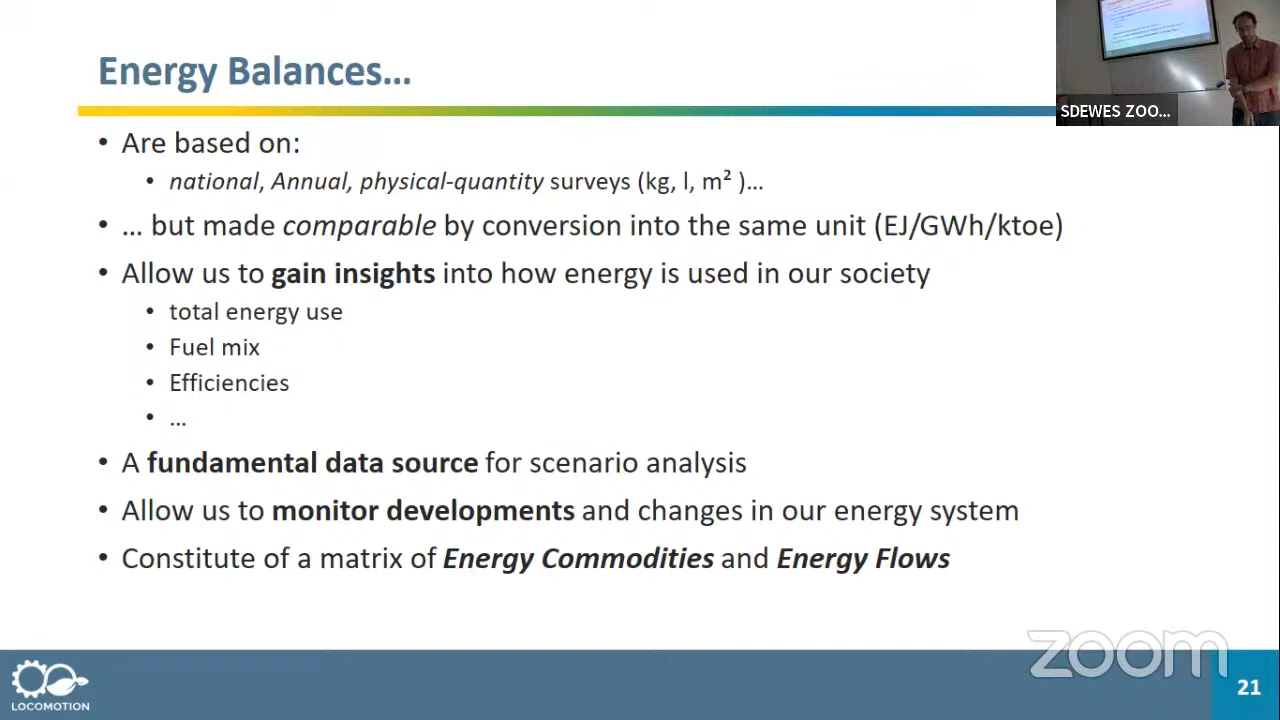 Energy Balances…
SDEWES ZOO...
• Are based on:
• national, Annual, physical-quantity surveys (kg, l, m² )…
• … but made comparable by conversion into the same unit (EJ/GWh/ktoe)
• Allow us to gain insights into how energy is used in our society
• total energy use
• Fuel mix
• Efficiencies
• …
• A fundamental data source for scenario analysis
• Allow us to monitor developments and changes in our energy system
• Constitute of a matrix of Energy Commodities and Energy Flows
zoom
LOCOMOTION
21